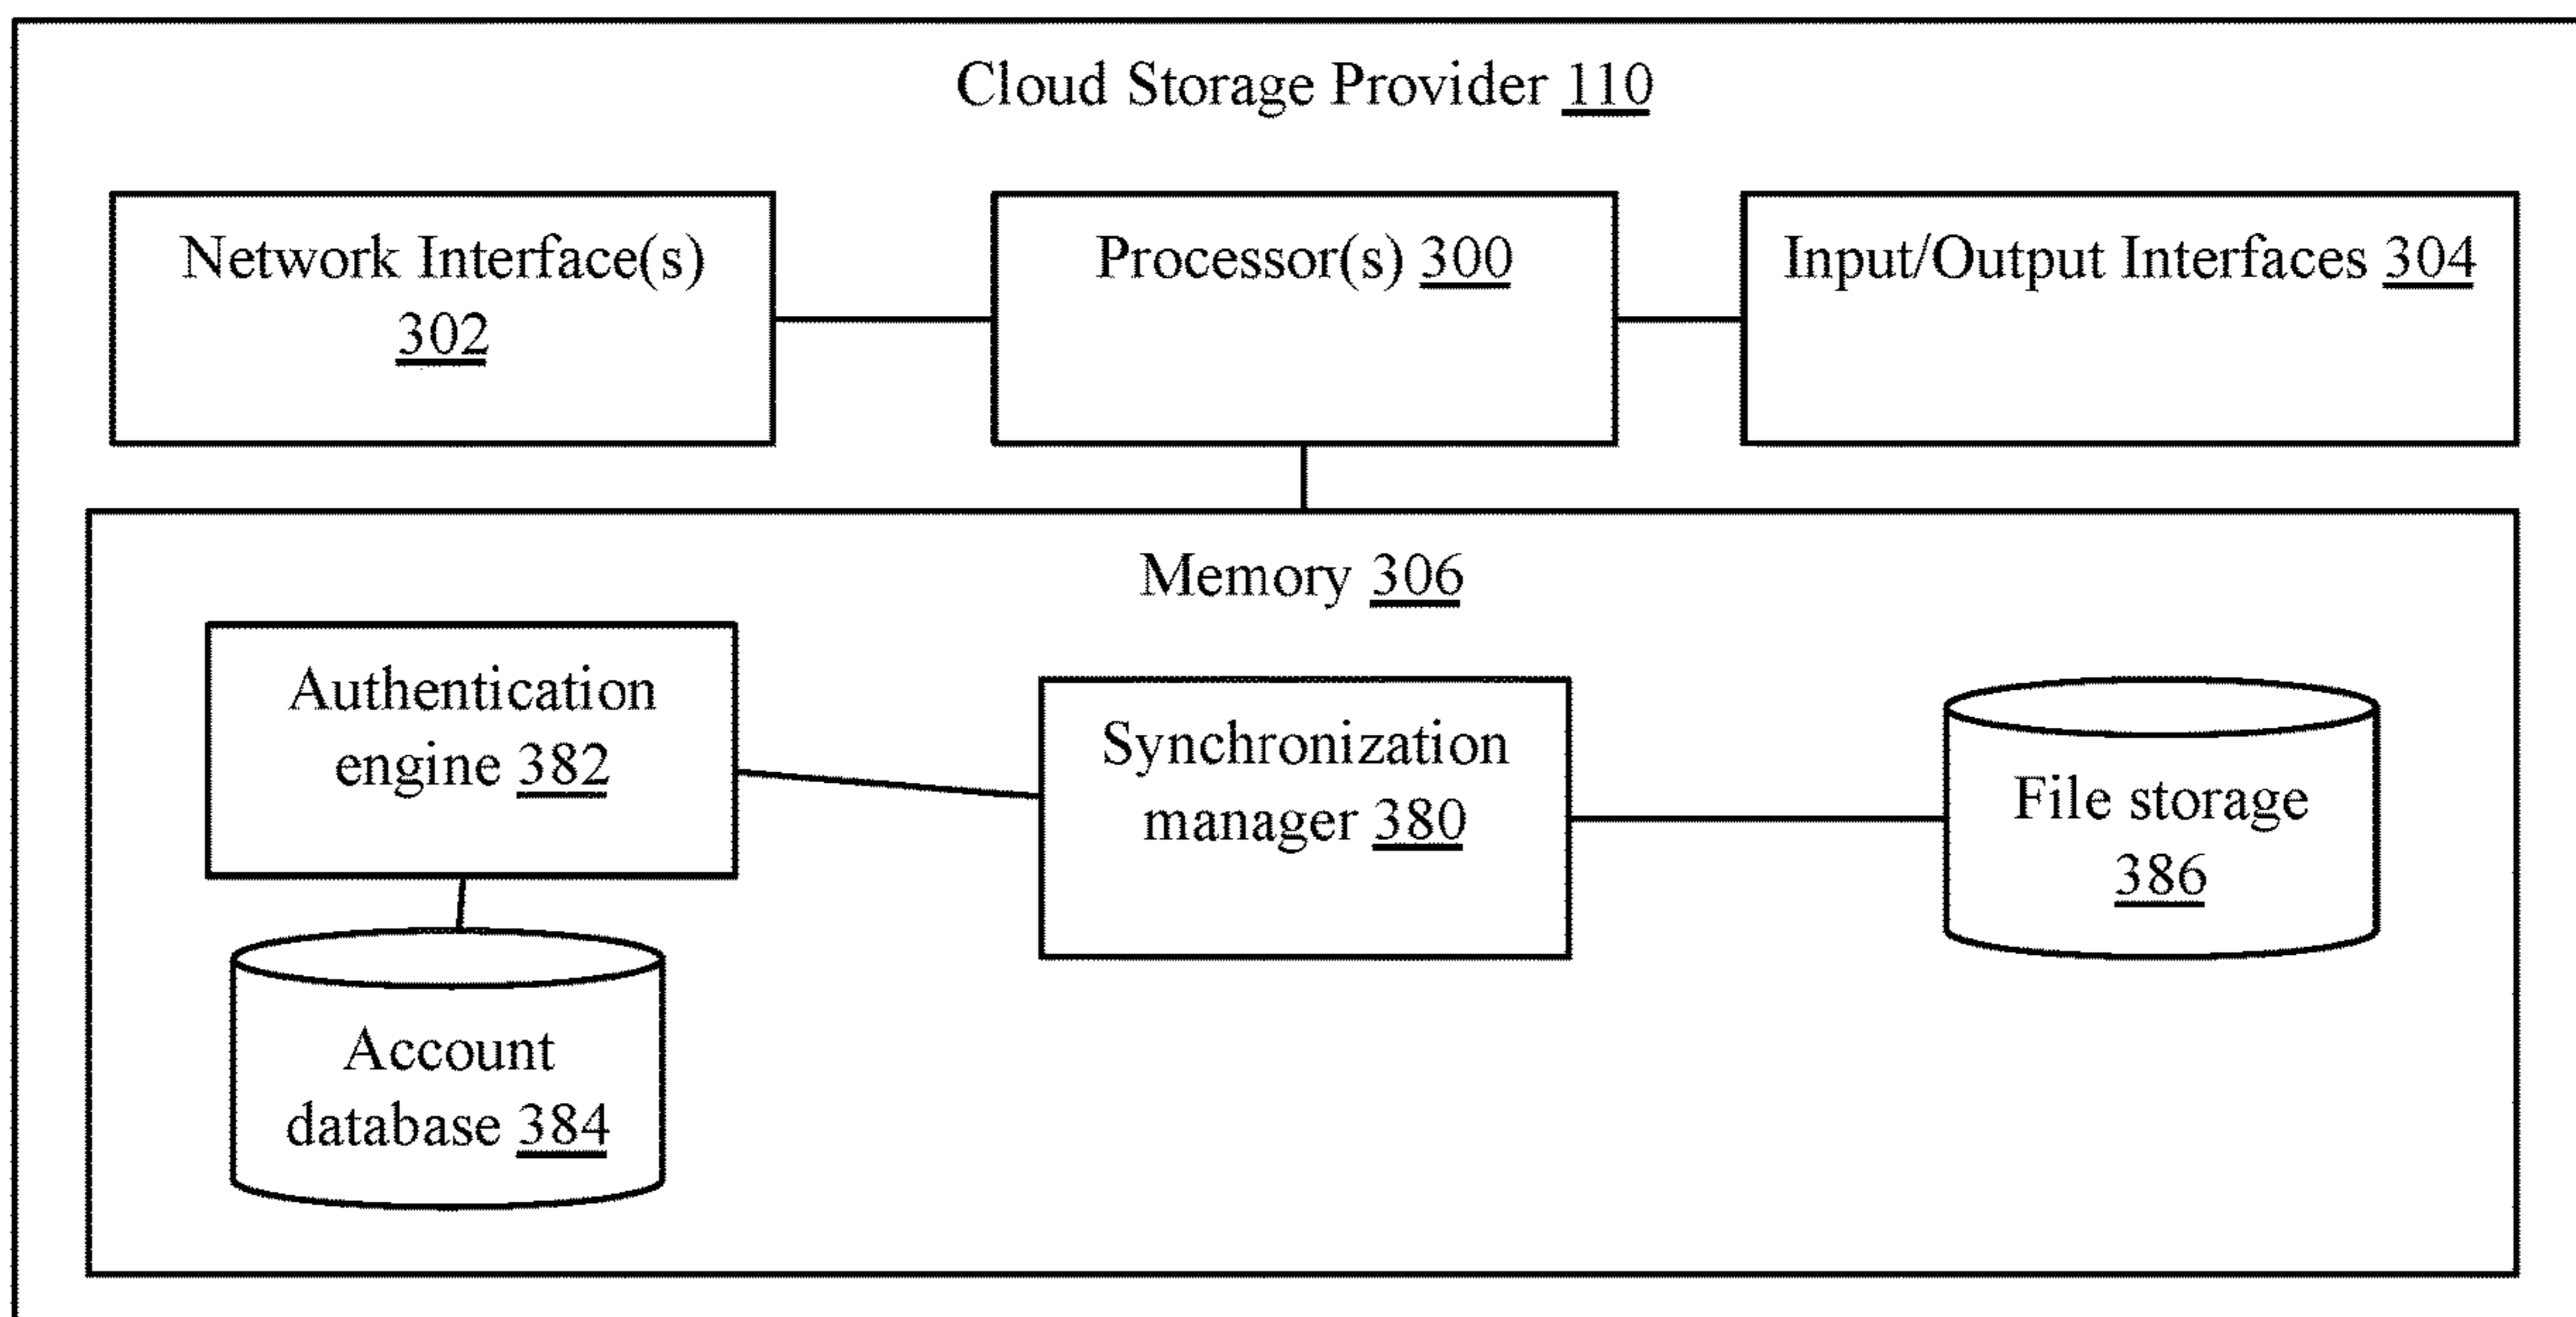 Cloud Storage Provider 110
Network Interface(s)
302
Processor(s) 300
Input/Output Interfaces 304
Memory 306
Authentication
engine 382
Synchronization
manager 380
File storage
386
Account
database 384